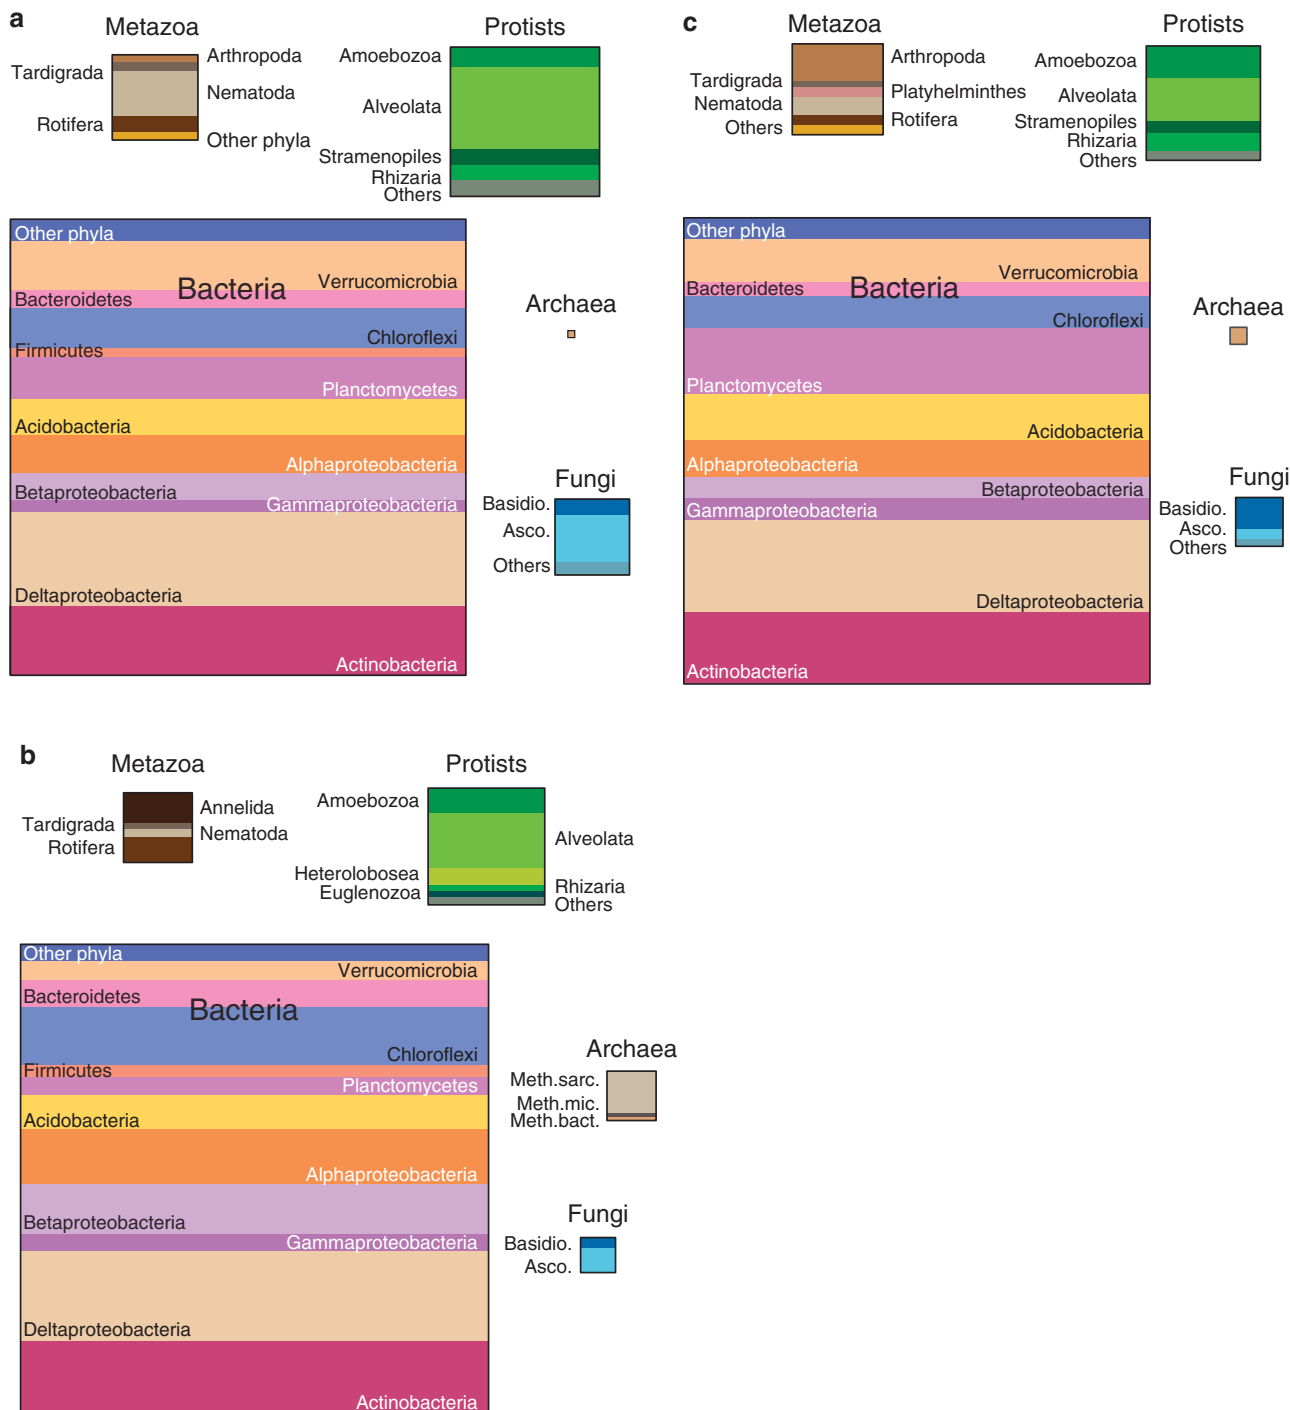 a
Metazoa
Tardigrada
Rotifera
Arthropoda
Nematoda
Other phyla
Protists
Amoebozoa
Alveolata
Stramenopiles
Rhizaria
Others
Bacteria
Other phyla
Verrucomicrobia
Bacteroidetes
Chloroflexi
Firmicutes
Planctomycetes
Acidobacteria
Alphaproteobacteria
Betaproteobacteria
Gammaproteobacteria
Deltaproteobacteria
Actinobacteria
Archaea
Fungi
Basidio.
Asco.
Others
c
Metazoa
Tardigrada
Nematoda
Others
Arthropoda
Platyhelminthes
Rotifera
Protists
Amoebozoa
Alveolata
Stramenopiles
Rhizaria
Others
Other phyla
Verrucomicrobia
Bacteroidetes
Bacteria
Chloroflexi
Planctomycetes
Acidobacteria
Alphaproteobacteria
Betaproteobacteria
Gammaproteobacteria
Deltaproteobacteria
Actinobacteria
Archaea
Fungi
Basidio.
Asco.
Others
b
Metazoa
Tardigrada
Rotifera
Annelida
Nematoda
Protists
Amoebozoa
Alveolata
Heterolobosea
Euglenozoa
Rhizaria
Others
Other phyla
Verrucomicrobia
Bacteroidetes
Bacteria
Chloroflexi
Firmicutes
Planctomycetes
Acidobacteria
Alphaproteobacteria
Betaproteobacteria
Gammaproteobacteria
Deltaproteobacteria
Actinobacteria
Archaea
Meth.sarc.
Meth.mic.
Meth.bact.
Fungi
Basidio.
Asco.